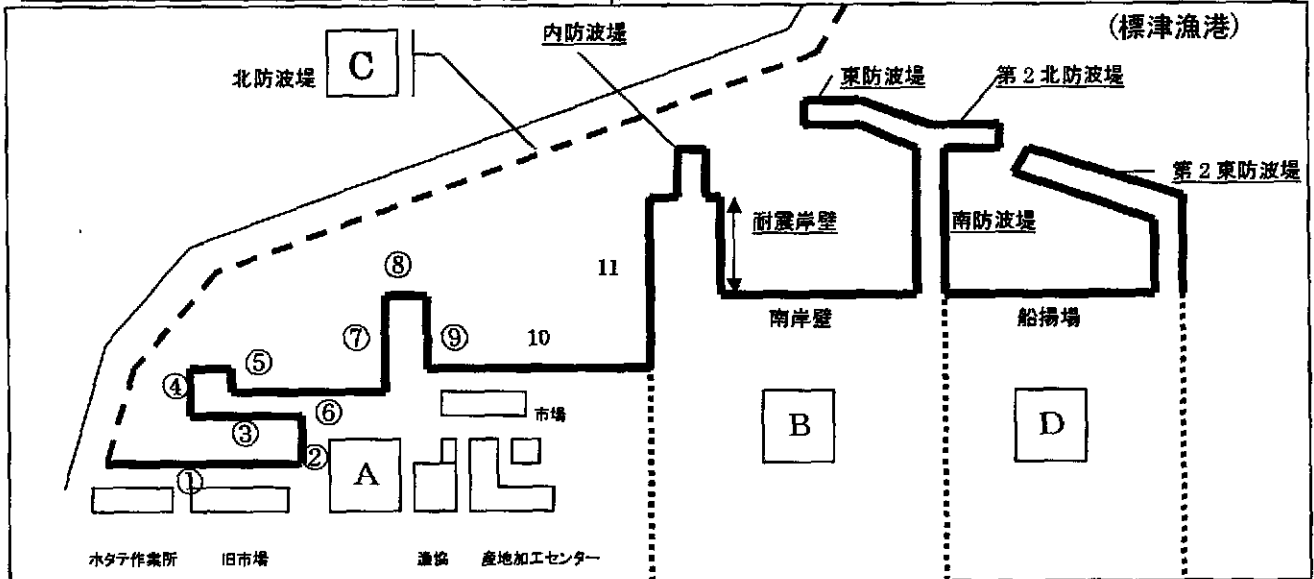 (標津漁港)
内防波堤
北防波堤
C
東防波堤
第2北防波堤
第2東防波堤
耐震岸壁
南防波堤
⑧
11
⑦
⑨
10
南岸壁
船揚場
⑤
④
⑥
市場
③
②
①
A
B
D
ホタテ作業所
旧市場
漁協
産地加工センター